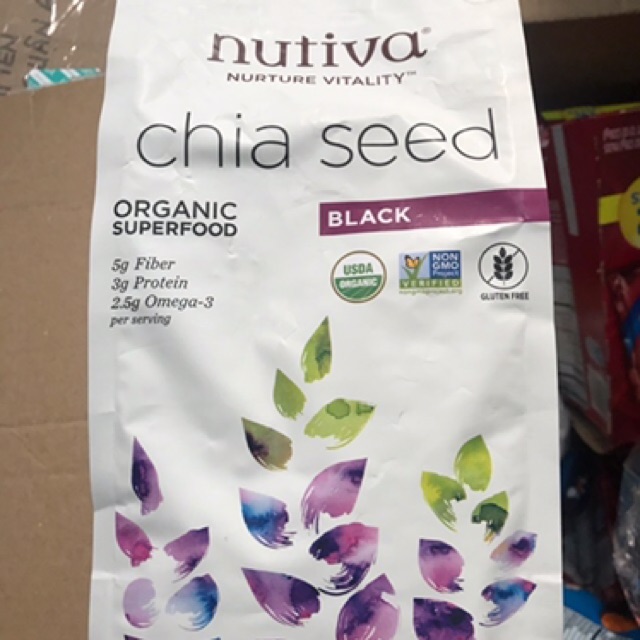 nutiva®
NURTURE VITALITY™
chia seed
ORGANIC
SUPERFOOD
BLACK
5g Fiber
3g Protein
2.5g Omega-3
per serving
USDA
ORGANIC
NON
GMO
VERIFIED
GLUTEN FREE